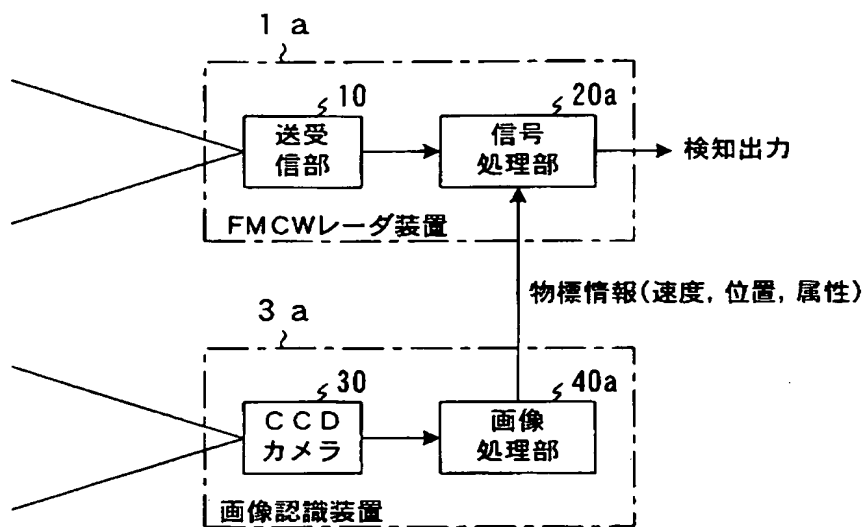 1a
10
送受
信部
20a
信号
処理部
検知出力
FMCWレーダ装置
物標情報(速度, 位置, 属性)
3a
30
CCD
カメラ
40a
画像
処理部
画像認識装置